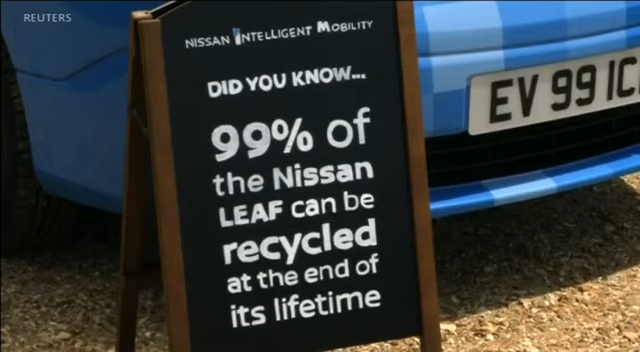 REUTERS
NISSAN INTELLIGENT MOBILITY
DID YOU KNOW...
99% of
the Nissan
LEAF can be
recycled
at the end of
its lifetime
EV 99 IC